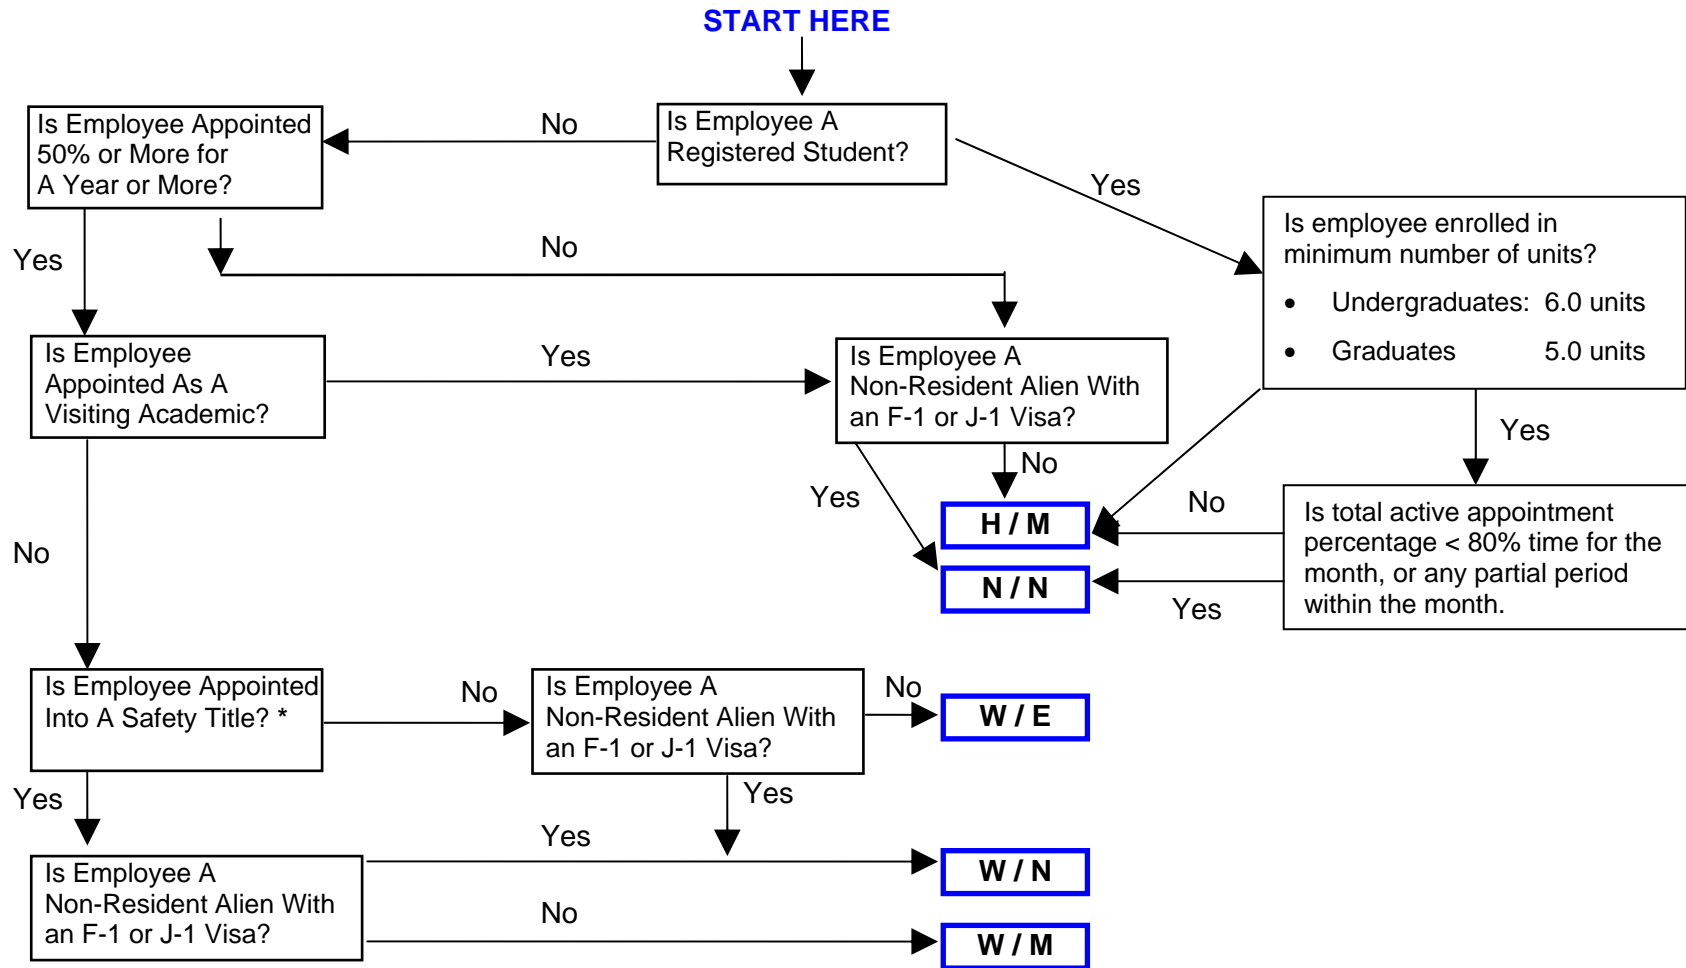 START HERE
Is Employee A
Registered Student?
No
Is Employee Appointed
50% or More for
A Year or More?
Yes
Is employee enrolled in
minimum number of units?
• Undergraduates: 6.0 units
• Graduates 5.0 units
Yes
No
Is Employee
Appointed As A
Visiting Academic?
Yes
Is Employee A
Non-Resident Alien With
an F-1 or J-1 Visa?
Yes
No
Yes
H / M
No
Is total active appointment
percentage < 80% time for the
month, or any partial period
within the month.
No
N / N
Yes
Is Employee Appointed
Into A Safety Title? *
No
Is Employee A
Non-Resident Alien With
an F-1 or J-1 Visa?
No
W / E
Yes
Yes
Is Employee A
Non-Resident Alien With
an F-1 or J-1 Visa?
Yes
W / N
No
W / M